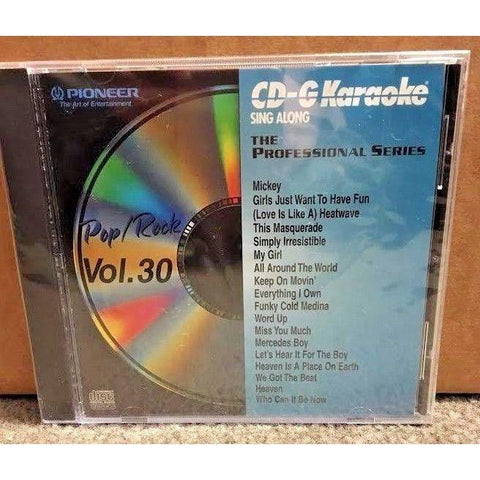 PIONEER
The Art of Entertainment
CD-G Karaoke
SING ALONG
THE
PROFESSIONAL SERIES
Pop/Rock
Vol.30
Mickey
Girls Just Want To Have Fun
(Love Is Like A) Heatwave
This Masquerade
Simply Irresistible
My Girl
All Around The World
Keep On Movin'
Everything I Own
Funky Cold Medina
Word Up
Miss You Much
Mercedes Boy
Let's Hear It For The Boy
Heaven Is A Place On Earth
We Got The Beat
Heaven
Who Can It Be Now